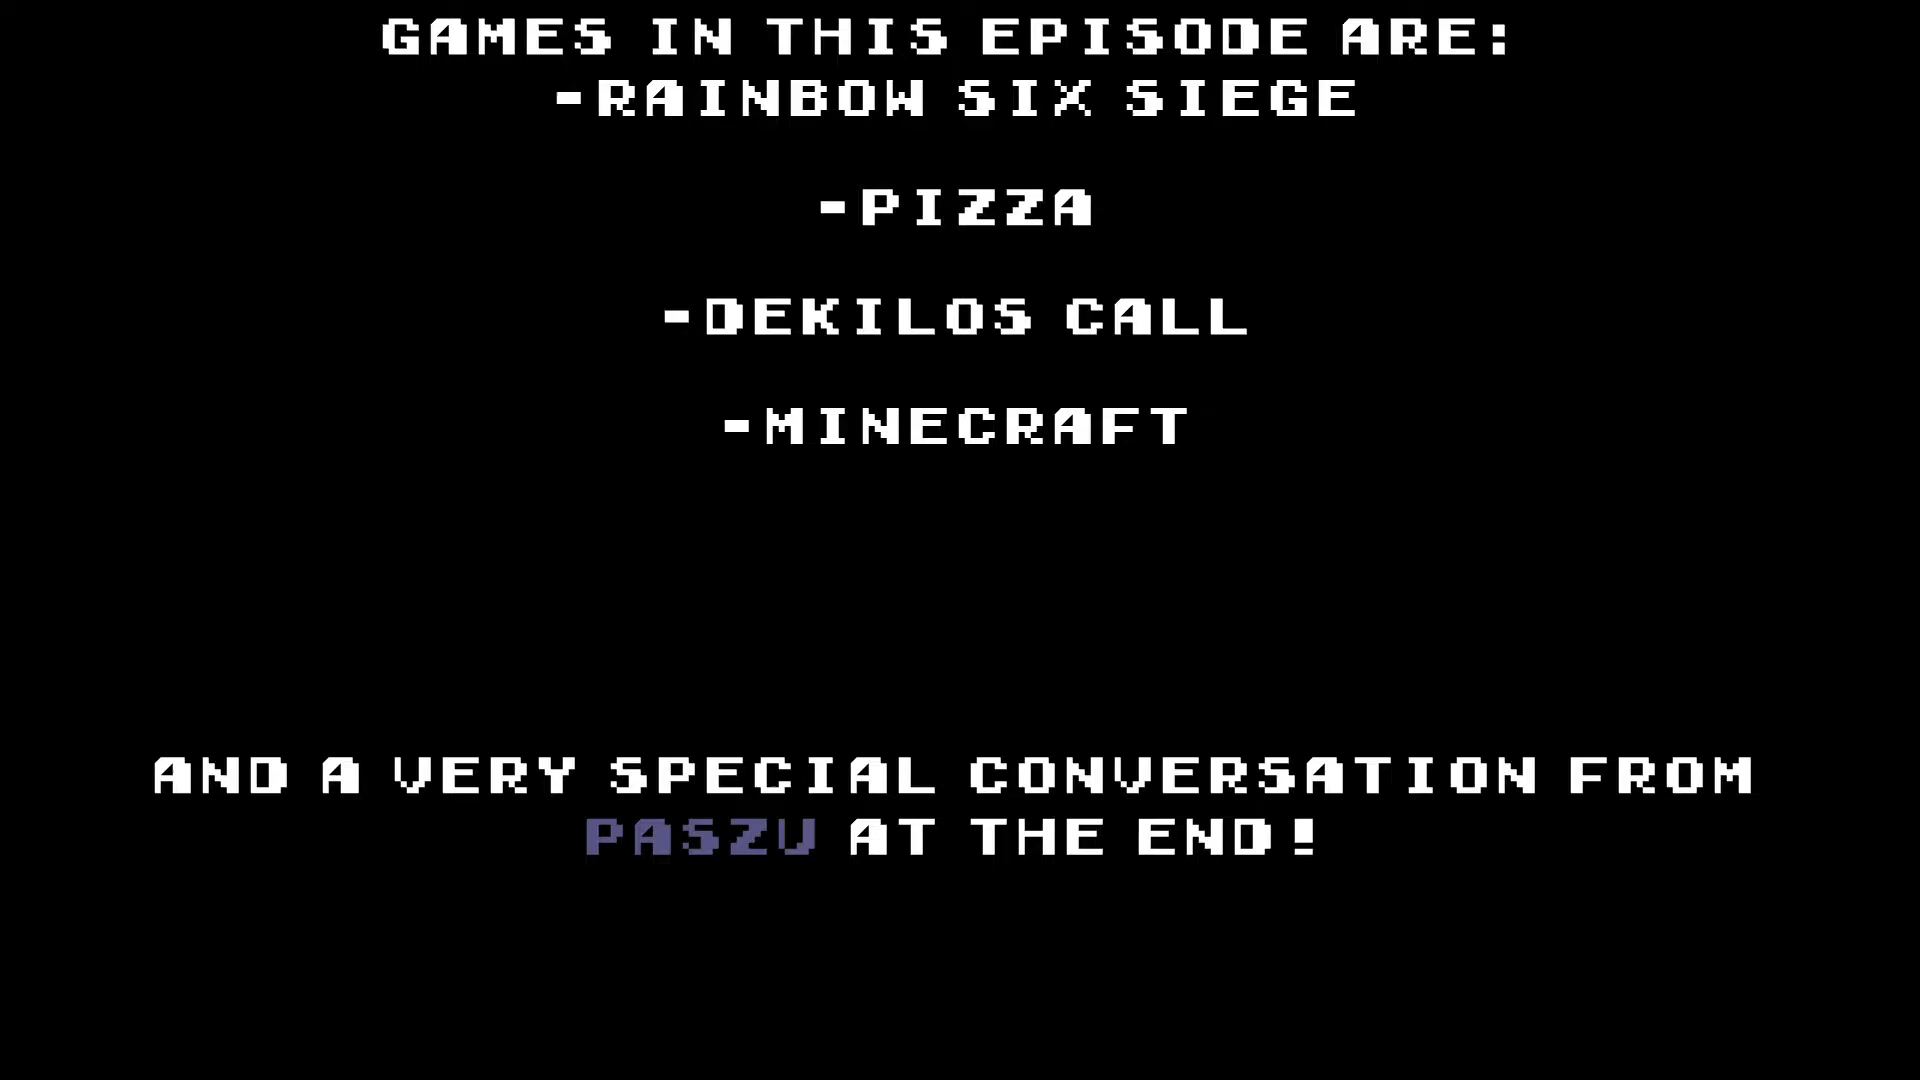 GAMES IN THIS EPISODE ARE:
-RAINBOW SIX SIEGE
-PIZZA
-DEKILOS CALL
-MINECRAFT
AND A VERY SPECIAL CONVERSATION FROM
PASZU AT THE END!